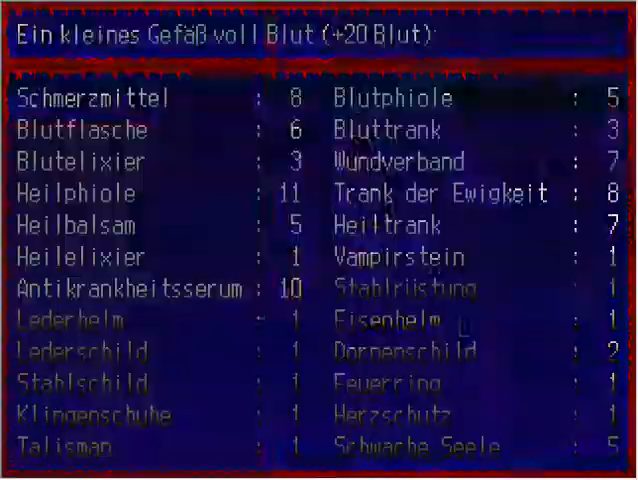 Ein kleines Gefäß voll Blut (+20 Blut)
Schmerzmittel : 8 Blutphiole : 5
Blutflasche : 6 Bluttrank : 3
Blutelixier : 3 Wundverband : 7
Heilphiole : 11 Trank der Ewigkeit : 8
Heilbalsam : 5 Heiltrank : 7
Heilelixier : 1 Vampirstein : 1
Antikrankheitsserum : 10 Stahlrüstung : 1
Lederhelm : 1 Eisenhelm : 1
Lederschild : 1 Dornenschild : 2
Stahlschild : 1 Feuerring : 1
Klingenschuhe : 1 Herzschutz : 1
Talisman : 1 Schwache Seele : 5